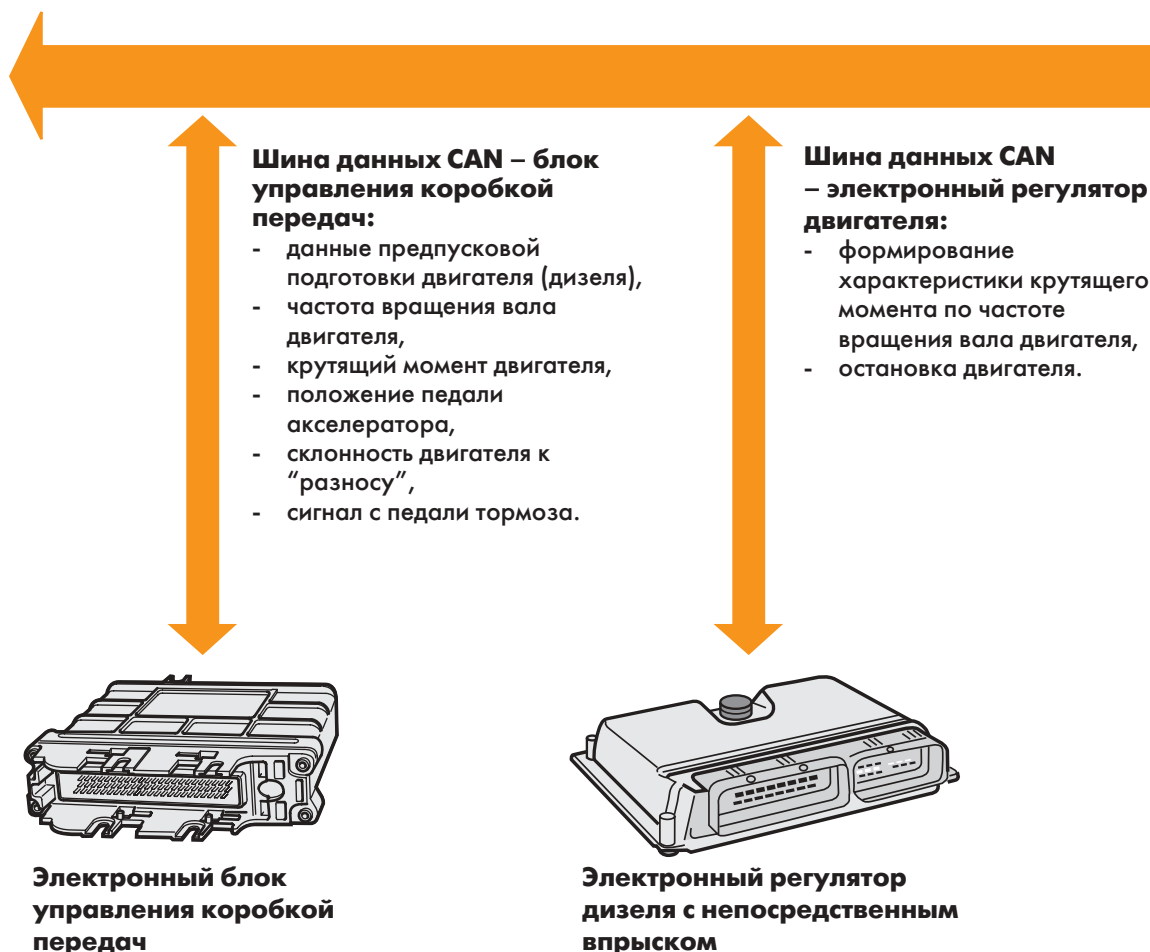 Шина данных CAN – блок
управления коробкой
передач:
- данные предпусковой
подготовки двигателя (дизеля),
- частота вращения вала
двигателя,
- крутящий момент двигателя,
- положение педали
акселератора,
- склонность двигателя к
“разносу”,
- сигнал с педали тормоза.
Шина данных CAN
– электронный регулятор
двигателя:
- формирование
характеристики крутящего
момента по частоте
вращения вала двигателя,
- остановка двигателя.
Электронный блок
управления коробкой
передач
Электронный регулятор
дизеля с непосредственным
впрыском